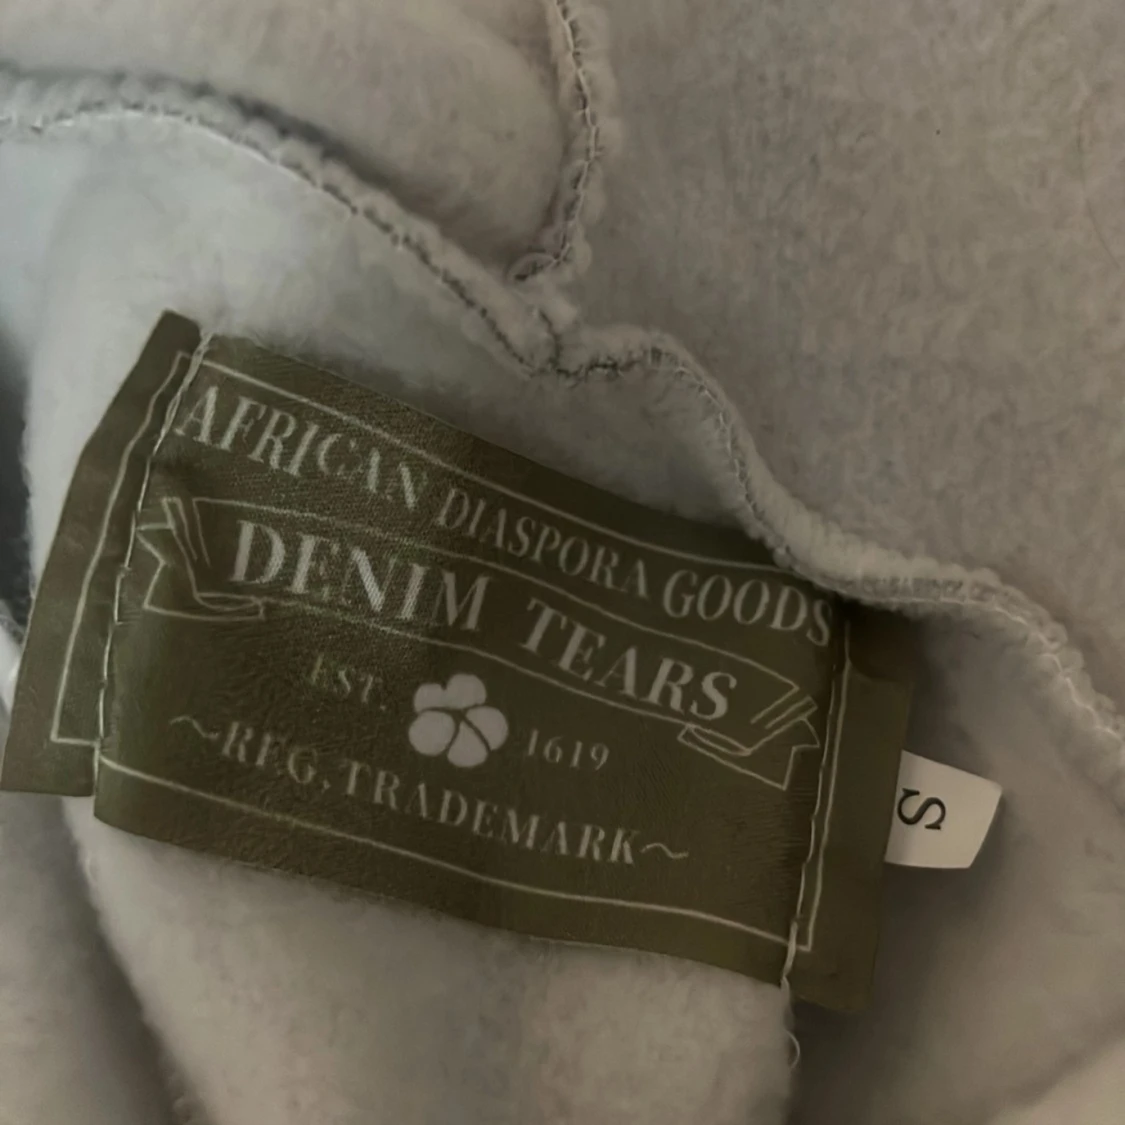 AFRICAN DIASPORA GOODS
DENIM TEARS
EST. 1619
~REG. TRADEMARK~
S